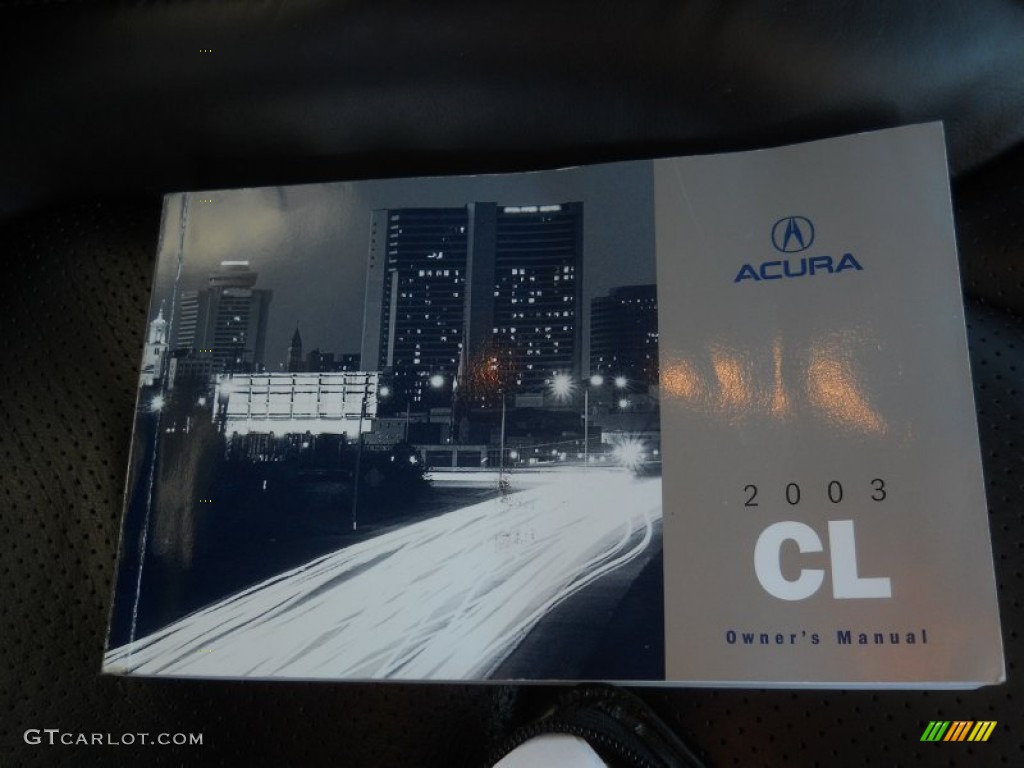 ACURA
2003
CL
Owner's Manual
GTcarlot.com